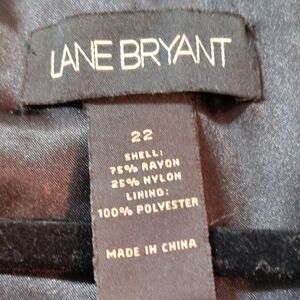 LANE BRYANT
22
SHELL:
75% RAYON
25% NYLON
LINING:
100% POLYESTER
MADE IN CHINA